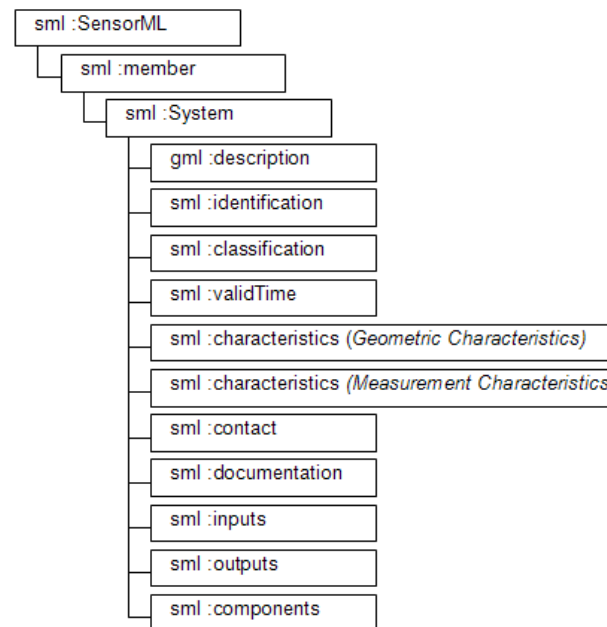 sml :SensorML
sml :member
sml :System
gml :description
sml :identification
sml :classification
sml :validTime
sml :characteristics (Geometric Characteristics)
sml :characteristics (Measurement Characteristics
sml :contact
sml :documentation
sml :inputs
sml :outputs
sml :components